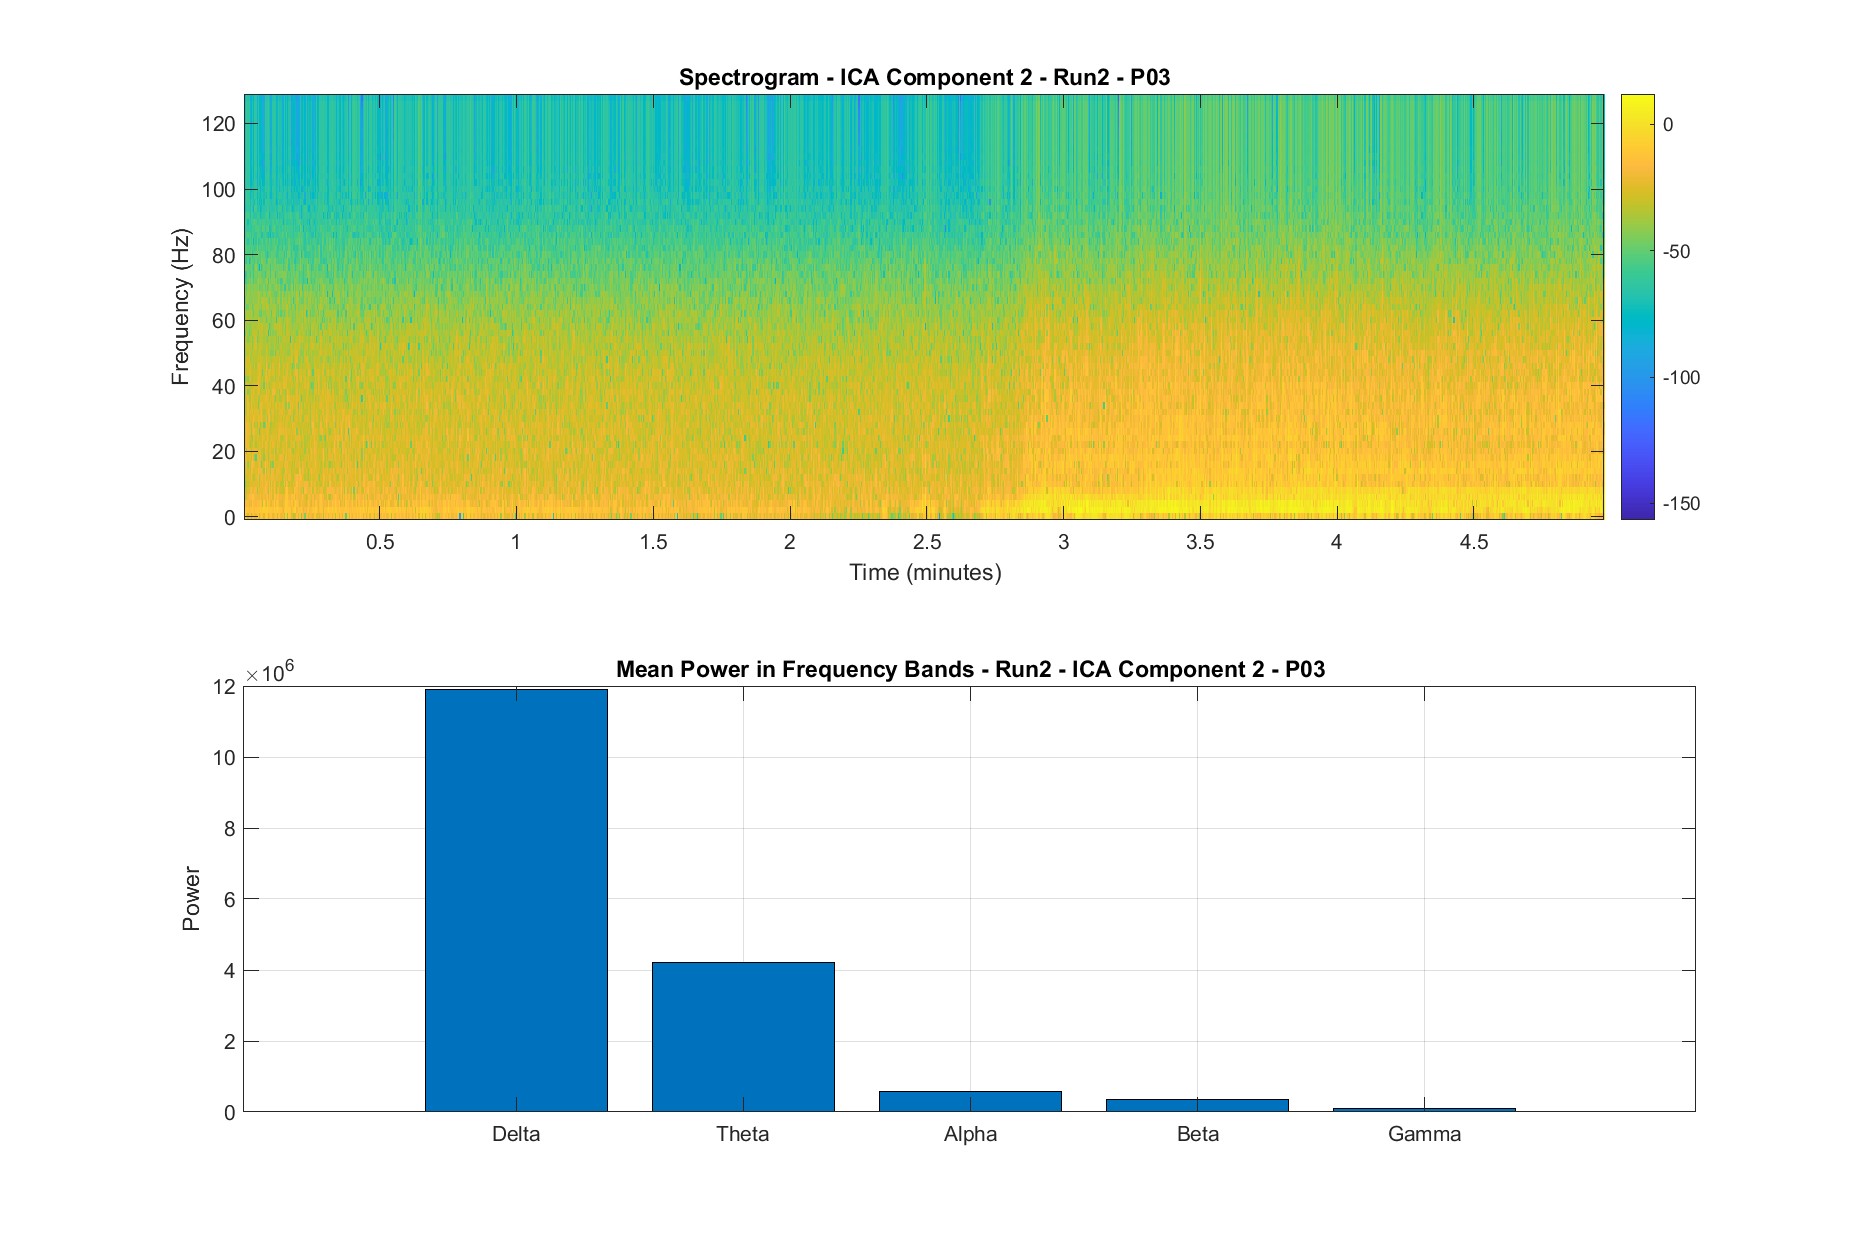 Spectrogram - ICA Component 2 - Run2 - P03
120
100
80
60
40
20
0
Frequency (Hz)
0.5 1 1.5 2 2.5 3 3.5 4 4.5
Time (minutes)
0
-50
-100
-150
Mean Power in Frequency Bands - Run2 - ICA Component 2 - P03
×10^6
12
10
8
6
4
2
0
Power
Delta Theta Alpha Beta Gamma